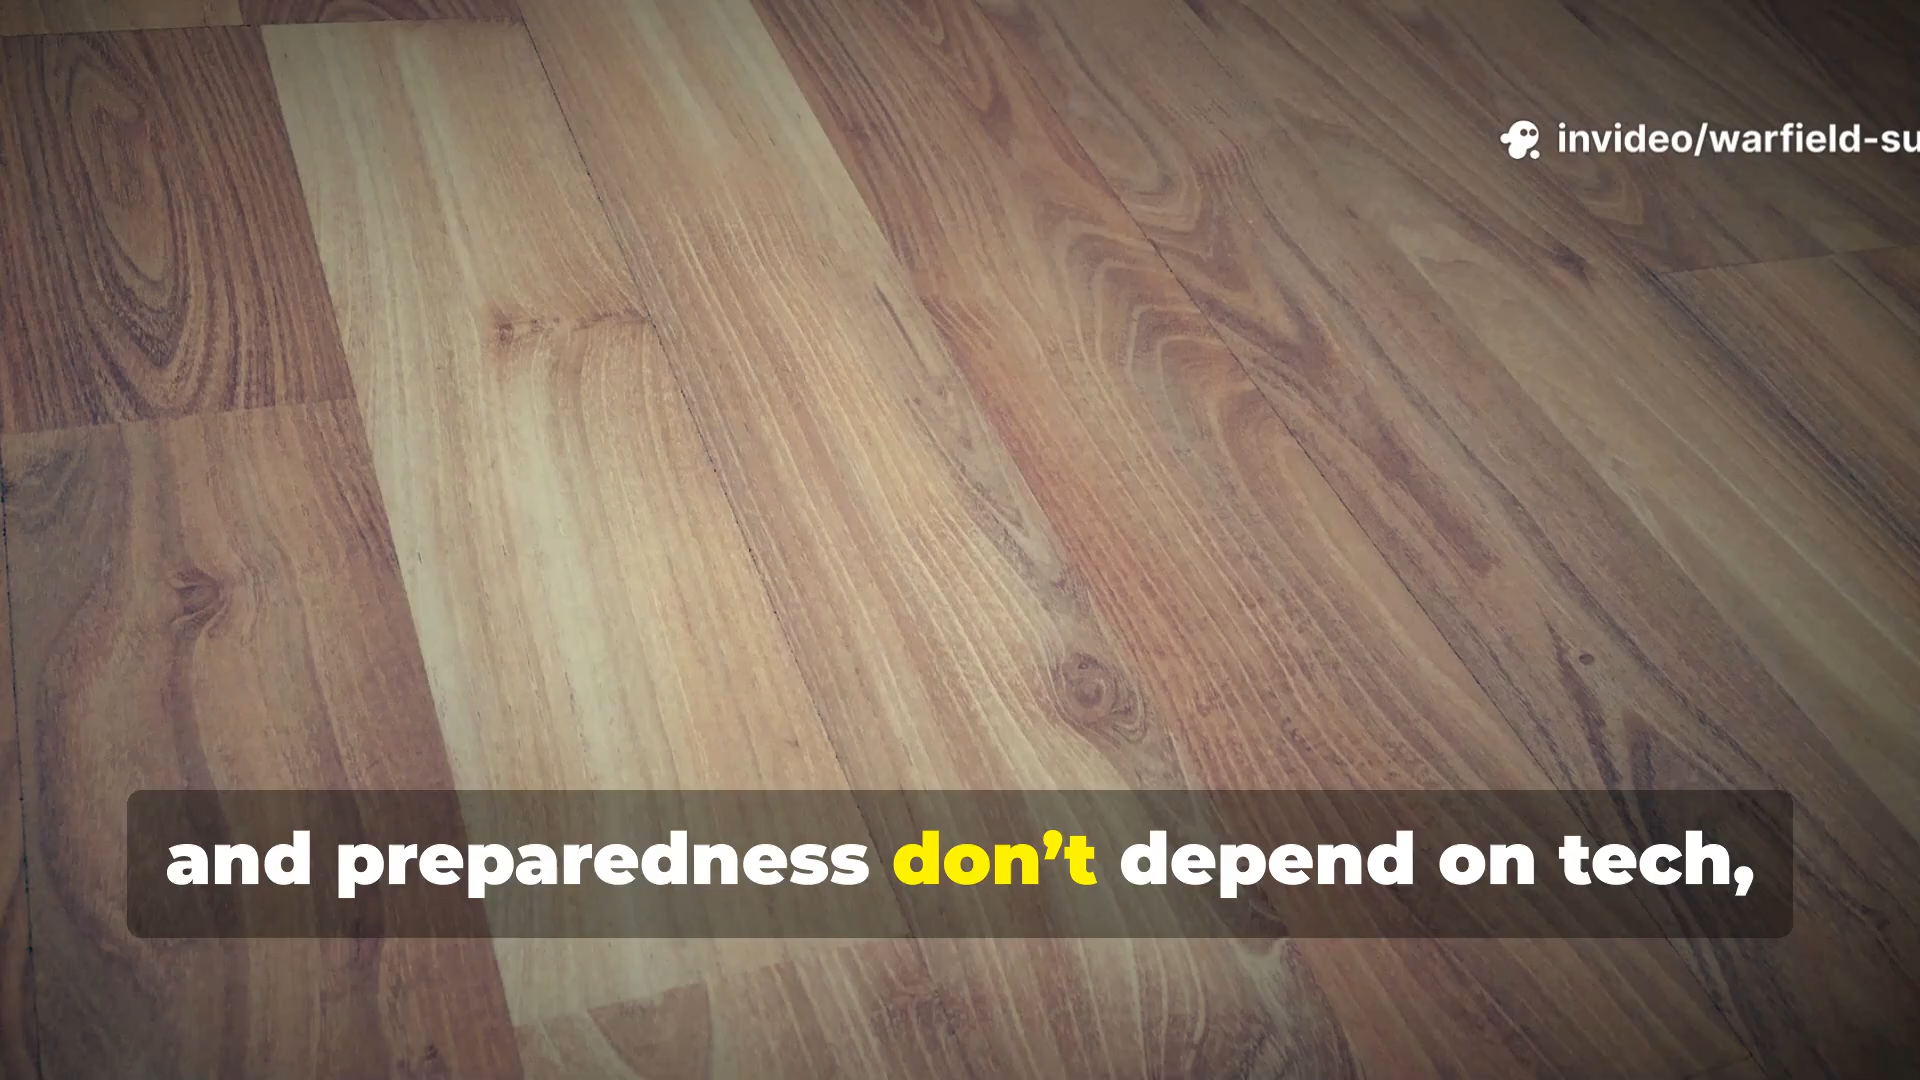 invideo/warfield-su
and preparedness don’t depend on tech,